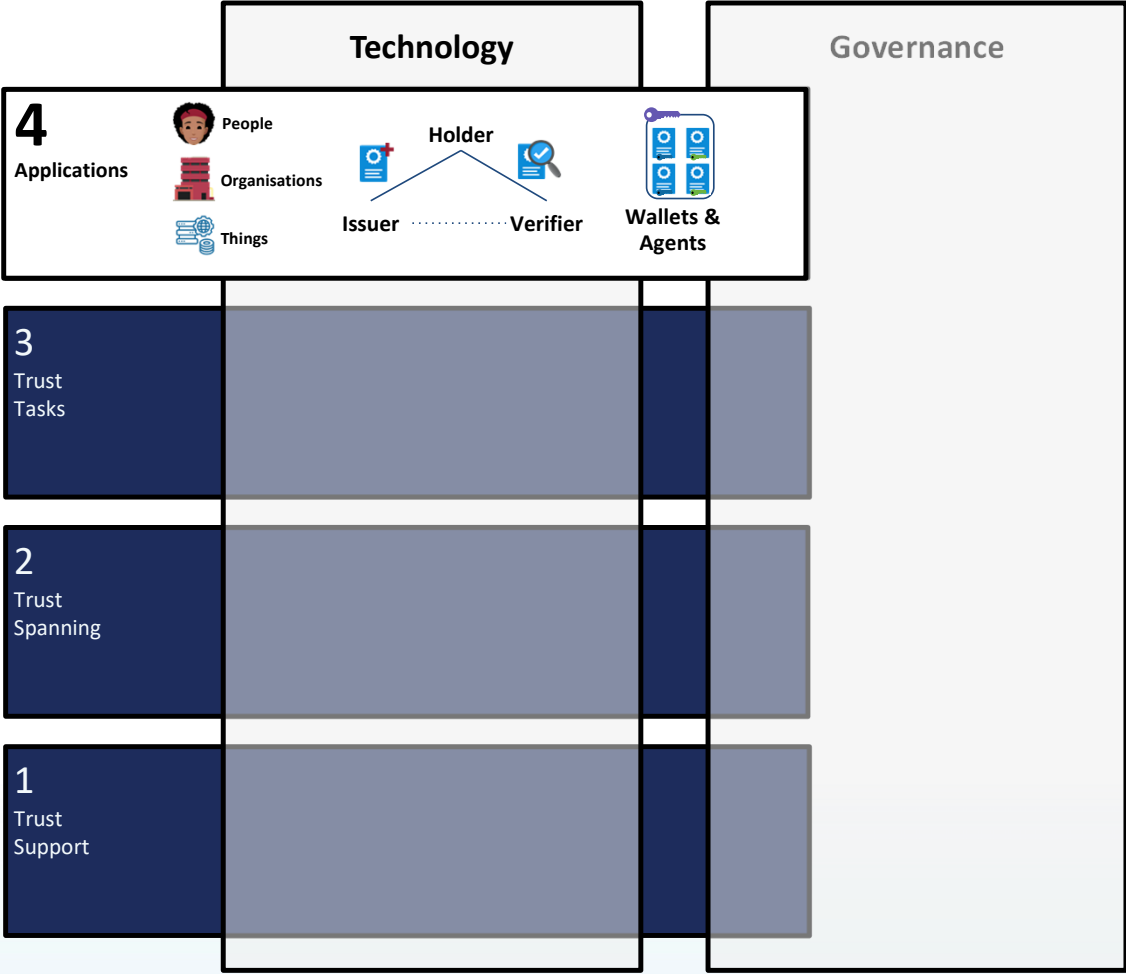 Technology
Governance
4
Applications
People
Organisations
Things
Holder
Issuer
Verifier
Wallets &
Agents
3
Trust
Tasks
2
Trust
Spanning
1
Trust
Support